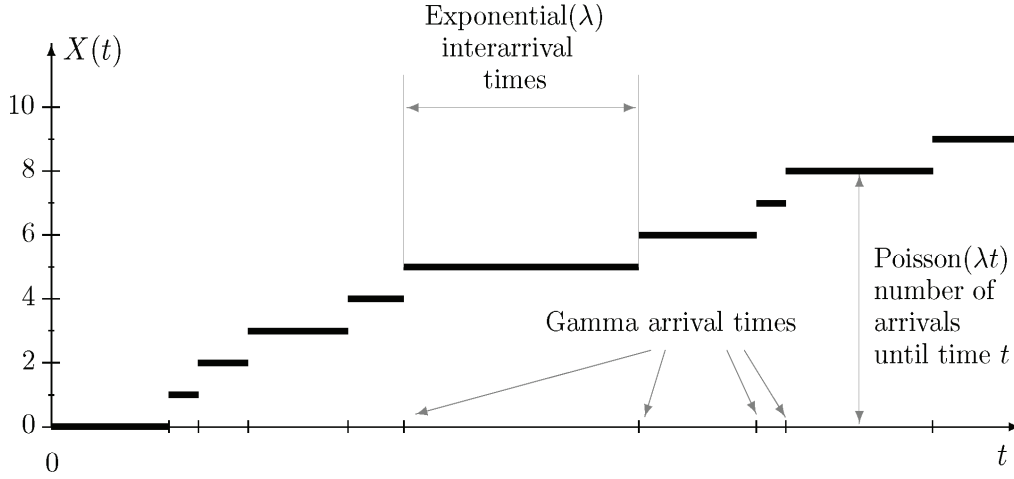 Exponential(λ)
interarrival
times
X(t)
10
8
6
4
2
0
Gamma arrival times
Poisson(λt)
number of
arrivals
until time t
0
t